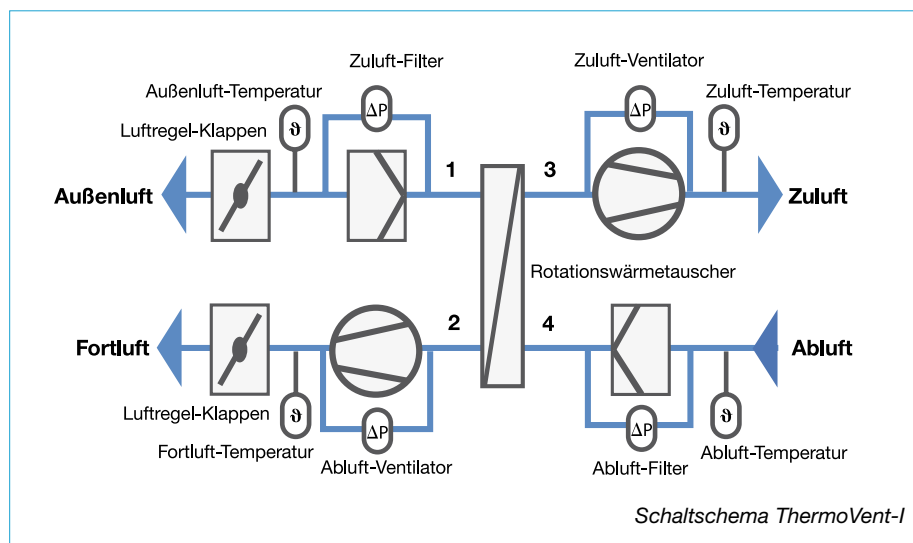 Zuluft-Filter
Zuluft-Ventilator
Außenluft-Temperatur
Zuluft-Temperatur
ΔP
ΔP
Luftregel-Klappen
ϑ
ϑ
1
3
Außenluft
Zuluft
Rotationswärmetauscher
2
4
Fortluft
Abluft
Luftregel-Klappen
ϑ
ΔP
ΔP
ϑ
Fortluft-Temperatur
Abluft-Ventilator
Abluft-Filter
Abluft-Temperatur
Schaltschema ThermoVent-I